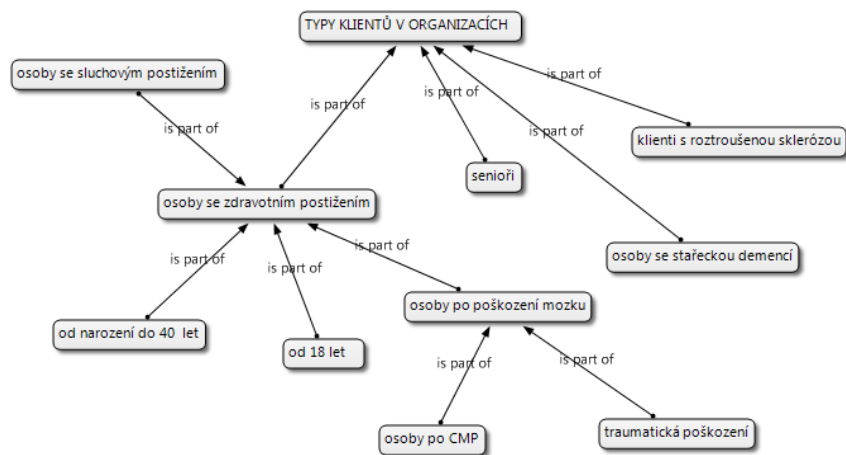 TYPY KLIENTŮ V ORGANIZACÍCH
osoby se sluchovým postižením
is part of
is part of
is part of
is part of
is part of
klienti s roztroušenou sklerózou
senioři
osoby se zdravotním postižením
osoby se stařeckou demencí
is part of
is part of
is part of
osoby po poškození mozku
od narození do 40 let
od 18 let
is part of
is part of
osoby po CMP
traumatická poškození